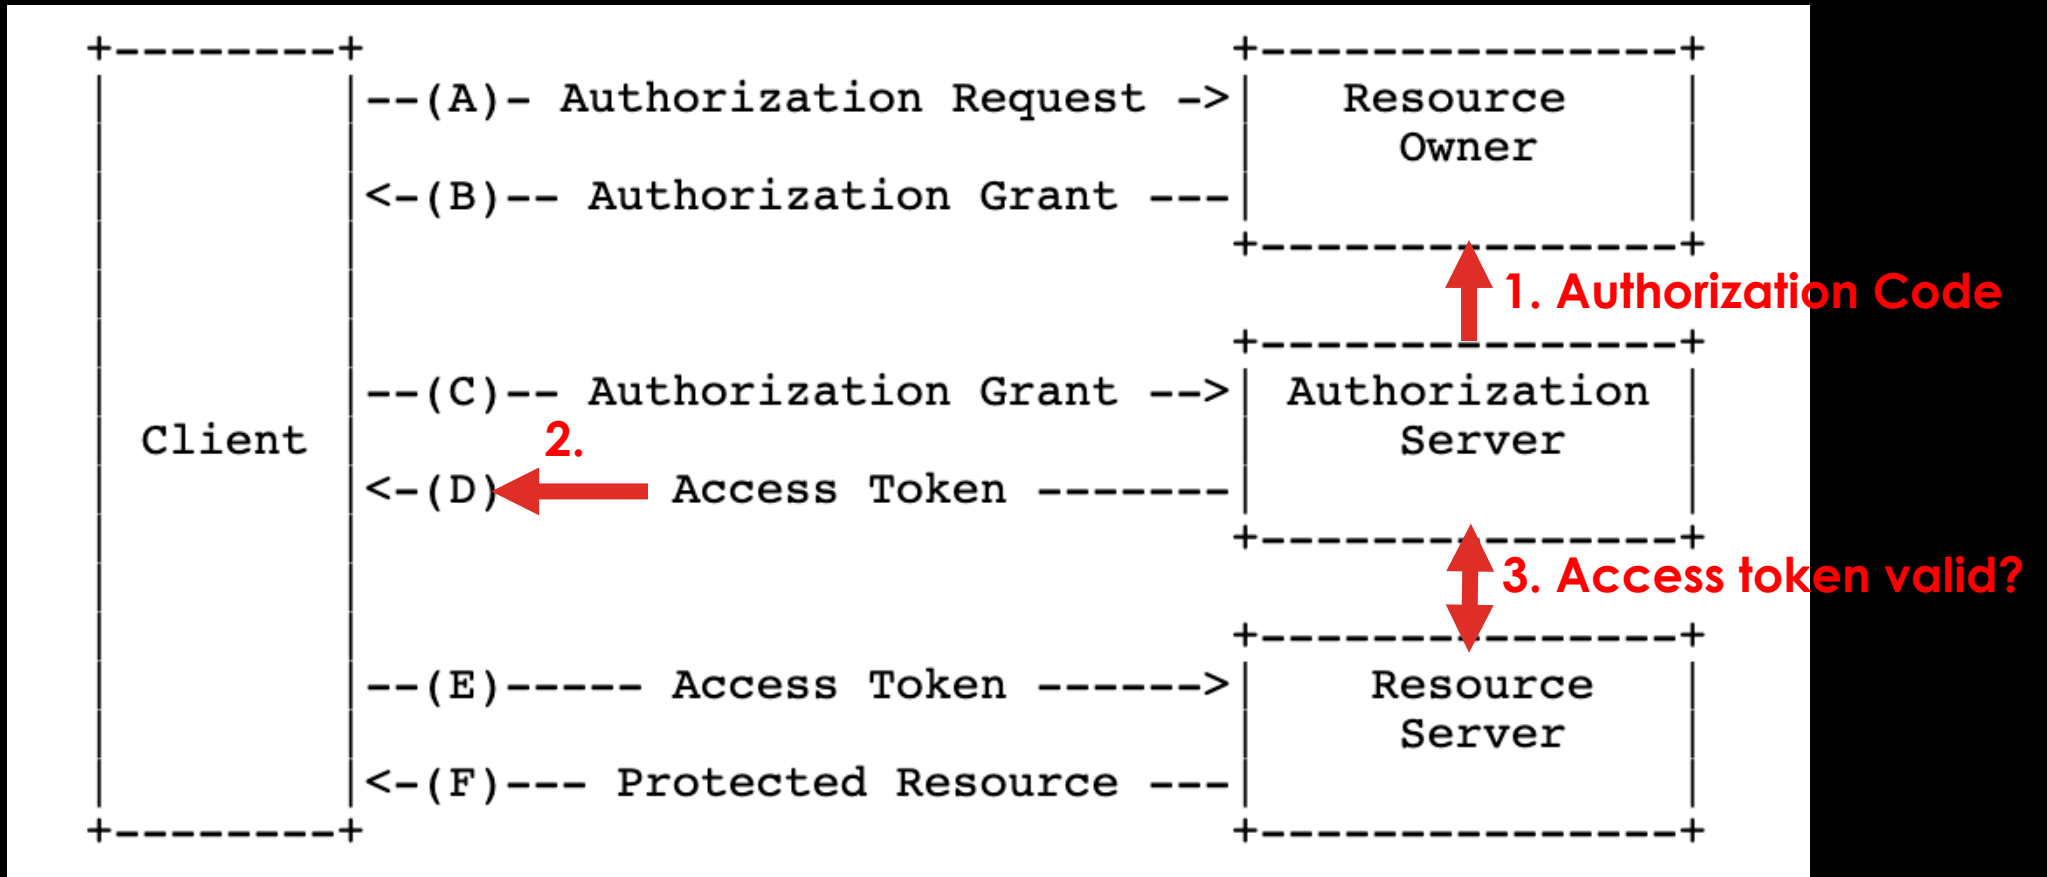 +--------+ +---------------+
--(A)- Authorization Request -> Resource
Owner
<-(B)-- Authorization Grant ---
+---------------+
1. Authorization Code
+---------------+
--(C)-- Authorization Grant --> Authorization
Client 2. Server
<-(D) Access Token -------
+---------------+
3. Access token valid?
+---------------+
--(E)----- Access Token ------> Resource
Server
<-(F)--- Protected Resource ---
+--------+ +---------------+